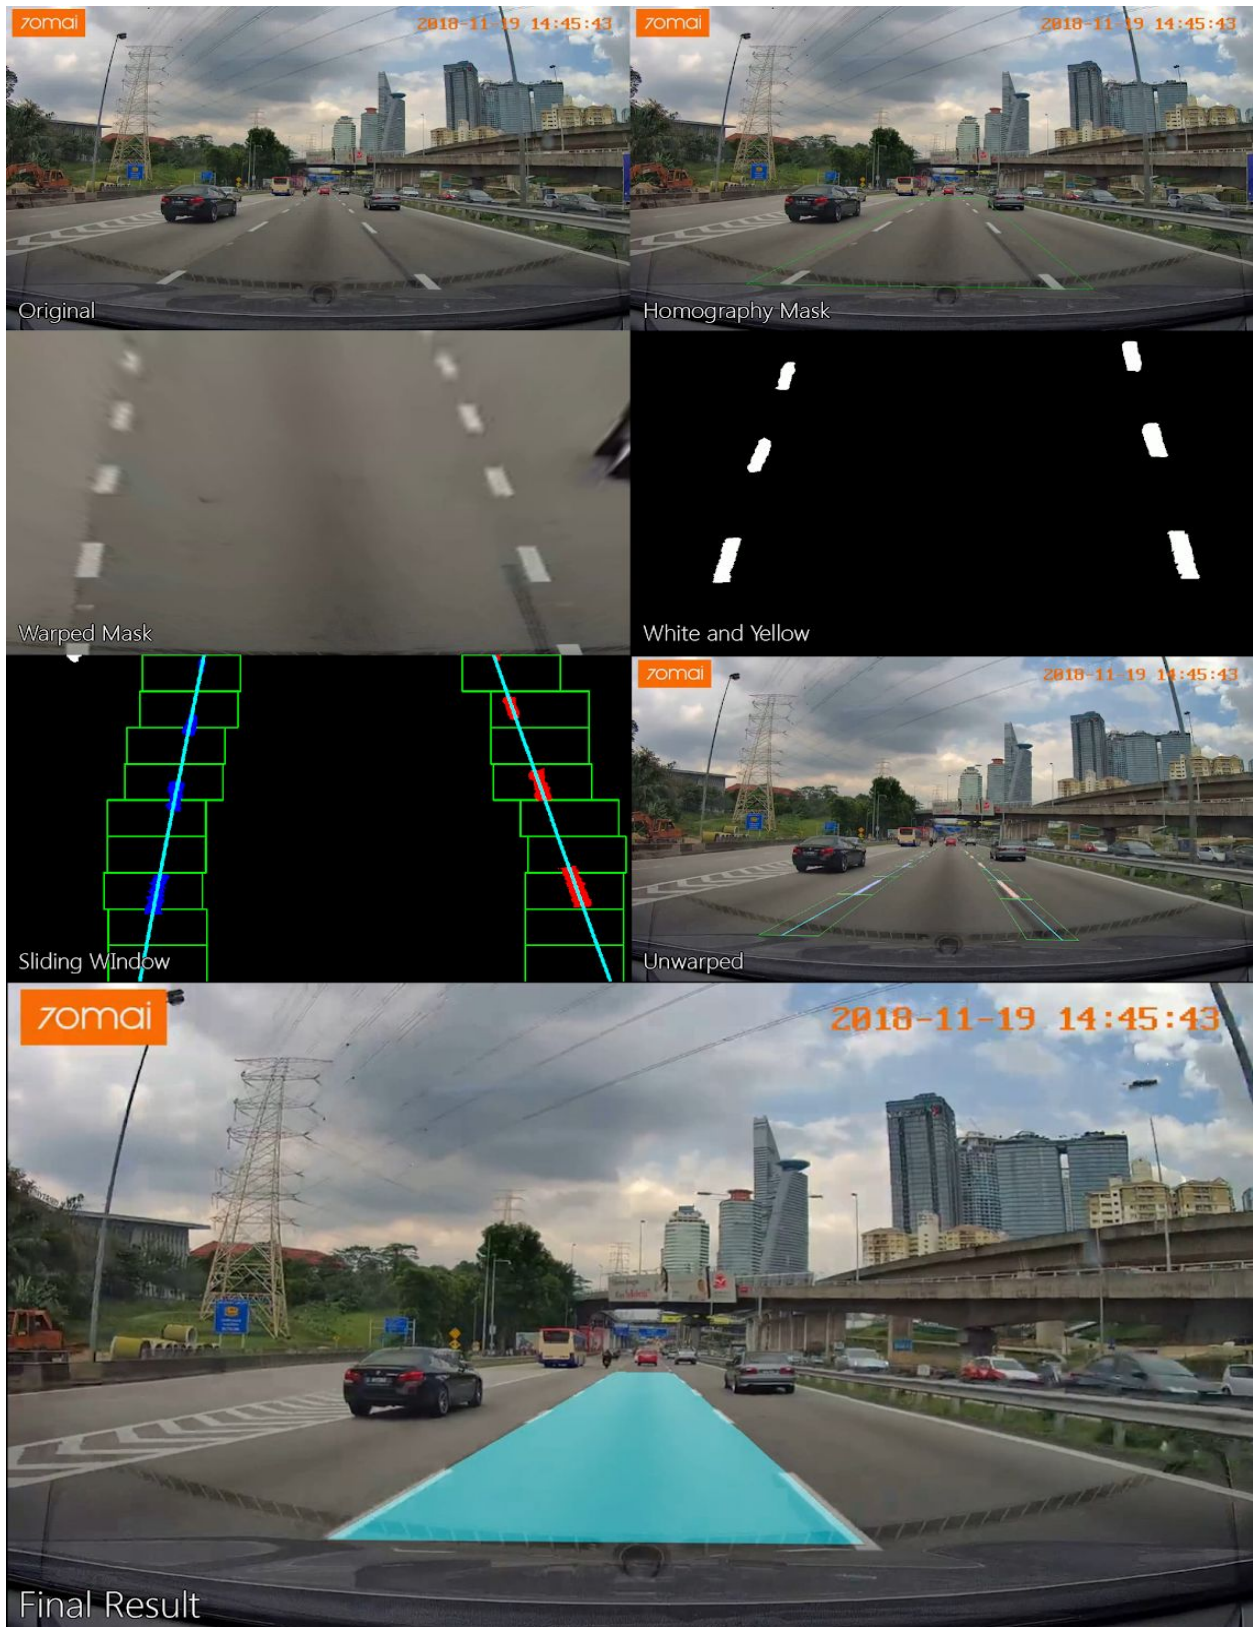 70mai
2018-11-19 14:45:43
70mai
2018-11-19 14:45:43
Original
Homography Mask
Warped Mask
White and Yellow
70mai
2018-11-19 14:45:43
Sliding WIndow
Unwarped
70mai
2018-11-19 14:45:43
Final Result